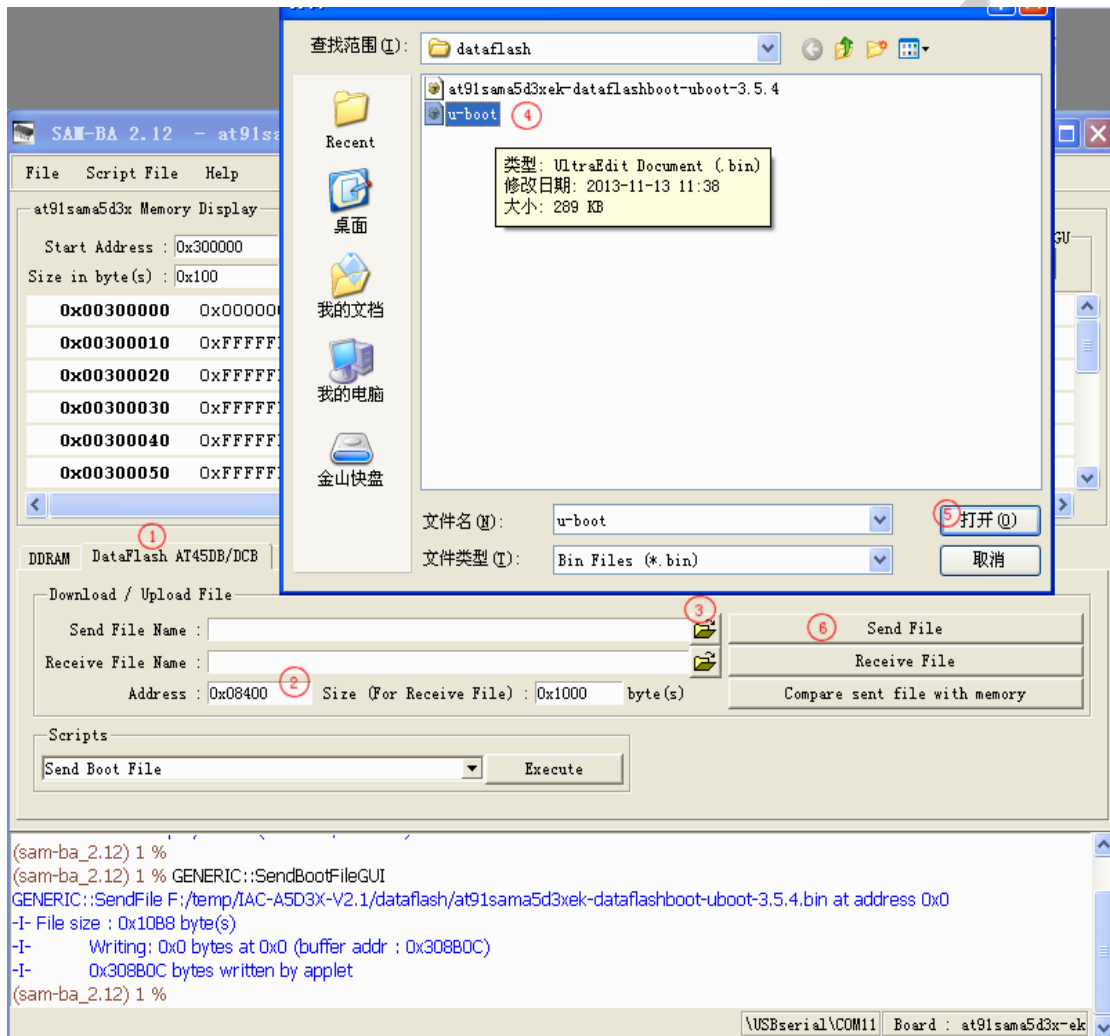 查找范围(I):
dataflash
at91sama5d3xek-dataflashboot-uboot-3.5.4
u-boot
4
类型: UltraEdit Document (.bin)
修改日期: 2013-11-13 11:38
大小: 289 KB
Recent
桌面
我的文档
我的电脑
金山快盘
文件名(N):
u-boot
5
打开(O)
文件类型(T):
Bin Files (*.bin)
取消
SAM-BA 2.12 - at91sa
File Script File Help
at91sama5d3x Memory Display
Start Address : 0x300000
Size in byte(s) : 0x100
GU
0x00300000 0x000000
0x00300010 0xFFFFF
0x00300020 0xFFFFF
0x00300030 0xFFFFF
0x00300040 0xFFFFF
0x00300050 0xFFFFF
1
DDRAM DataFlash AT45DB/DCB
Download / Upload File
3
Send File Name :
6
Send File
Receive File Name :
Receive File
Address : 0x08400
2
Size (For Receive File) : 0x1000 byte(s)
Compare sent file with memory
Scripts
Send Boot File
Execute
(sam-ba_2.12) 1 %
(sam-ba_2.12) 1 % GENERIC::SendBootFileGUI
GENERIC::SendFile F:/temp/IAC-A5D3X-V2.1/dataflash/at91sama5d3xek-dataflashboot-uboot-3.5.4.bin at address 0x0
-I- File size : 0x10B8 byte(s)
-I- Writing: 0x0 bytes at 0x0 (buffer addr : 0x308B0C)
-I- 0x308B0C bytes written by applet
(sam-ba_2.12) 1 %
\USBserial\COM11 Board : at91sama5d3x-ek